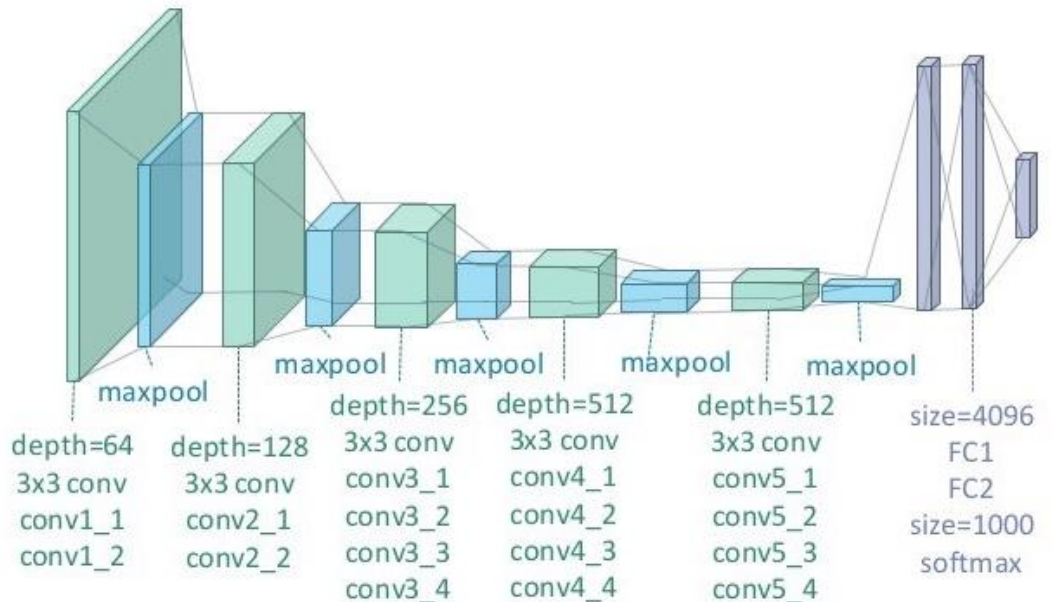 maxpool
maxpool
maxpool
maxpool
maxpool
depth=64
3x3 conv
conv1_1
conv1_2
depth=128
3x3 conv
conv2_1
conv2_2
depth=256
3x3 conv
conv3_1
conv3_2
conv3_3
conv3_4
depth=512
3x3 conv
conv4_1
conv4_2
conv4_3
conv4_4
depth=512
3x3 conv
conv5_1
conv5_2
conv5_3
conv5_4
size=4096
FC1
FC2
size=1000
softmax